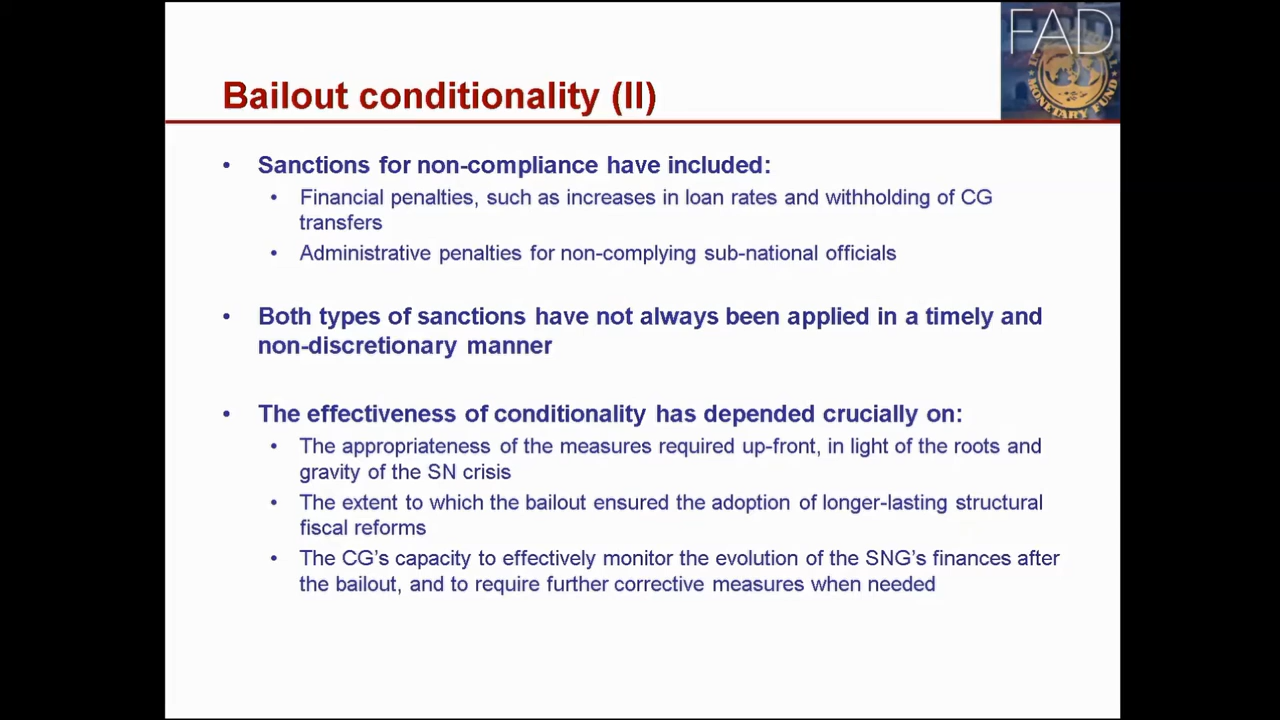 FAD
MONETARY FUND
Bailout conditionality (II)
• Sanctions for non-compliance have included:
• Financial penalties, such as increases in loan rates and withholding of CG
transfers
• Administrative penalties for non-complying sub-national officials
• Both types of sanctions have not always been applied in a timely and
non-discretionary manner
• The effectiveness of conditionality has depended crucially on:
• The appropriateness of the measures required up-front, in light of the roots and
gravity of the SN crisis
• The extent to which the bailout ensured the adoption of longer-lasting structural
fiscal reforms
• The CG's capacity to effectively monitor the evolution of the SNG's finances after
the bailout, and to require further corrective measures when needed